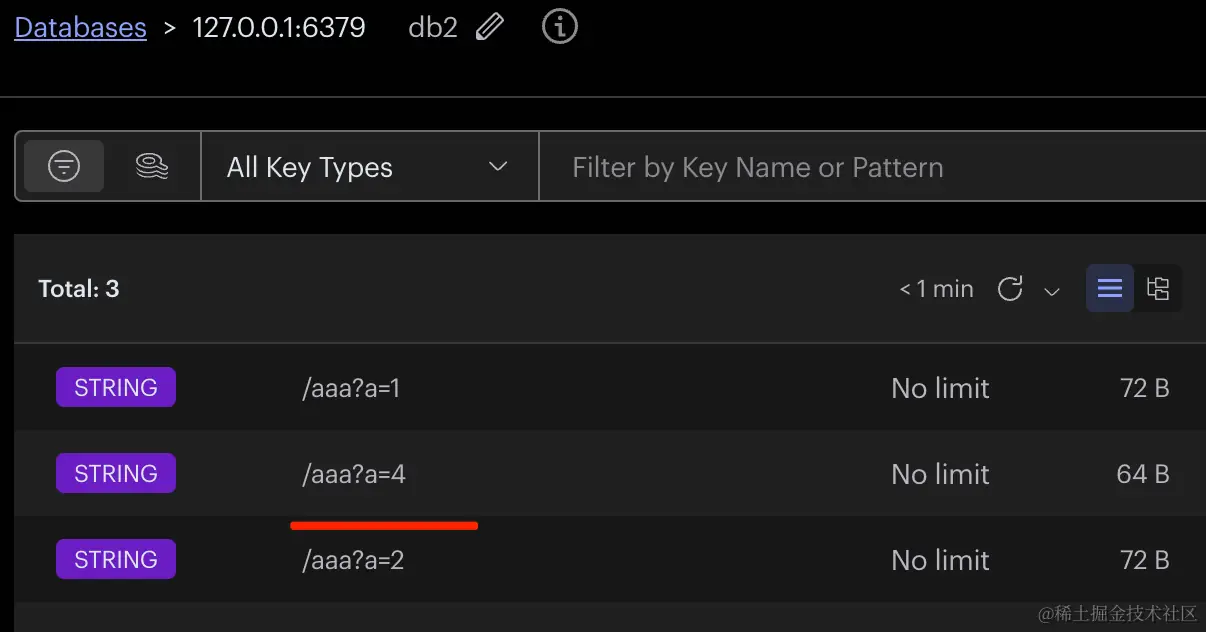 Databases > 127.0.0.1:6379 db2
All Key Types Filter by Key Name or Pattern
Total: 3 < 1 min
STRING /aaa?a=1 No limit 72 B
STRING /aaa?a=4 No limit 64 B
STRING /aaa?a=2 No limit 72 B
@稀土掘金技术社区